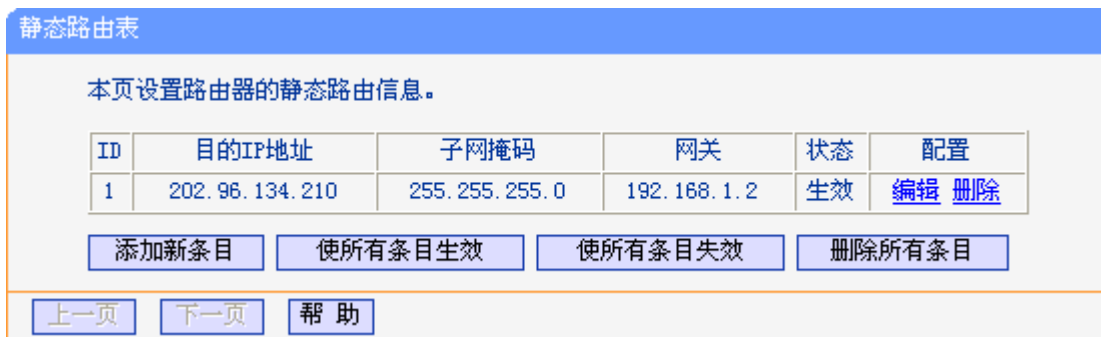 静态路由表
本页设置路由器的静态路由信息。
ID 目的IP地址 子网掩码 网关 状态 配置
1 202.96.134.210 255.255.255.0 192.168.1.2 生效 编辑 删除
添加新条目 使所有条目生效 使所有条目失效 删除所有条目
上一页 下一页 帮 助